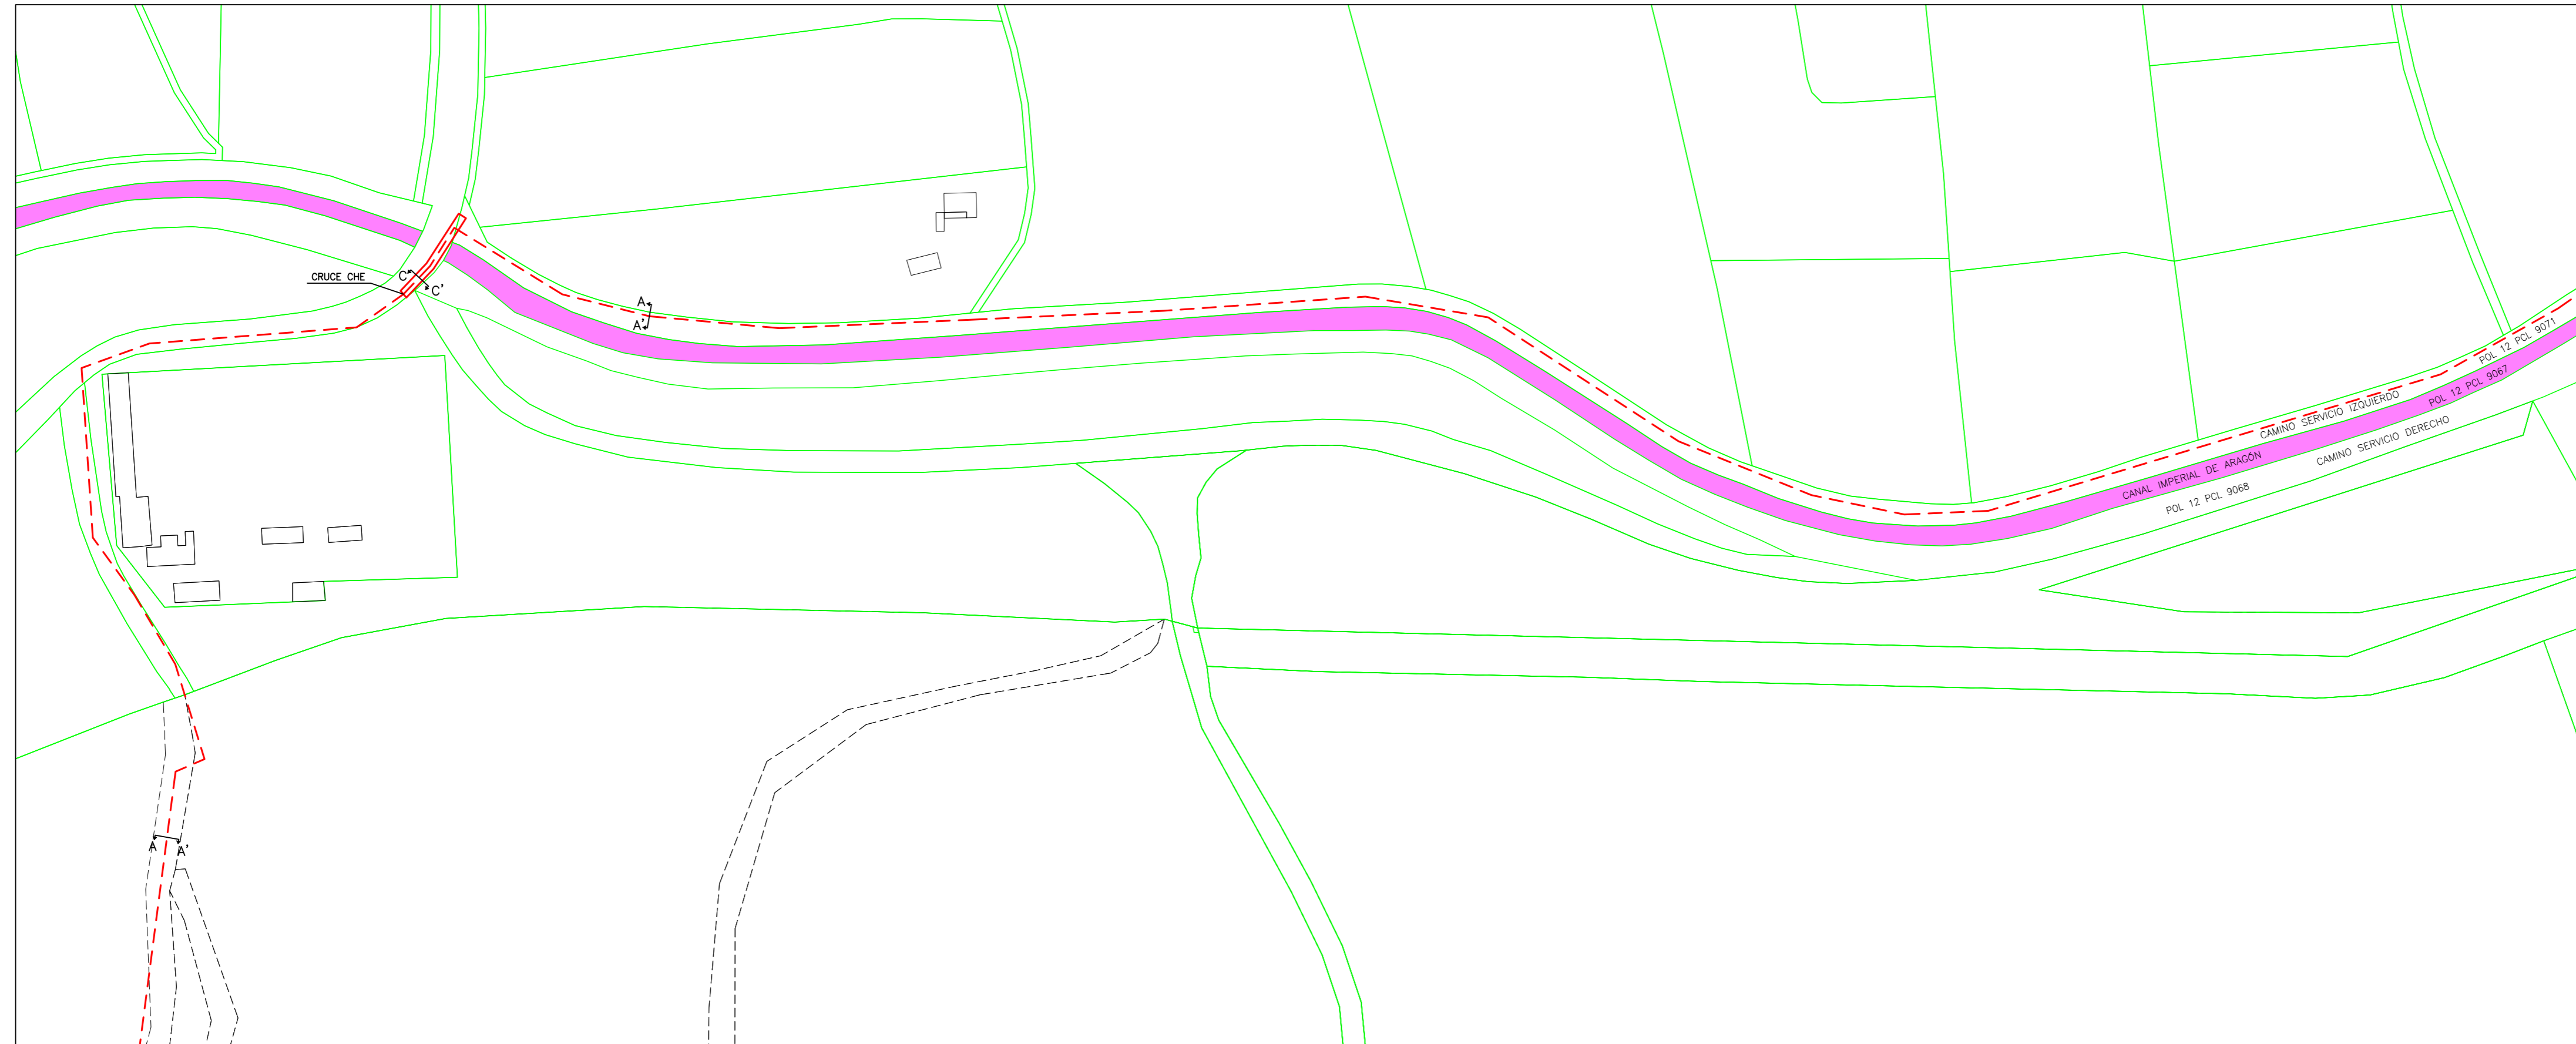 CRUCE CHE
C'
C'
A
A'
POL 12 PCL 9071
POL 12 PCL 9067
CAMINO SERVICIO IZQUIERDO
CAMINO SERVICIO DERECHO
CANAL IMPERIAL DE ARAGÓN
POL 12 PCL 9068
A
A'